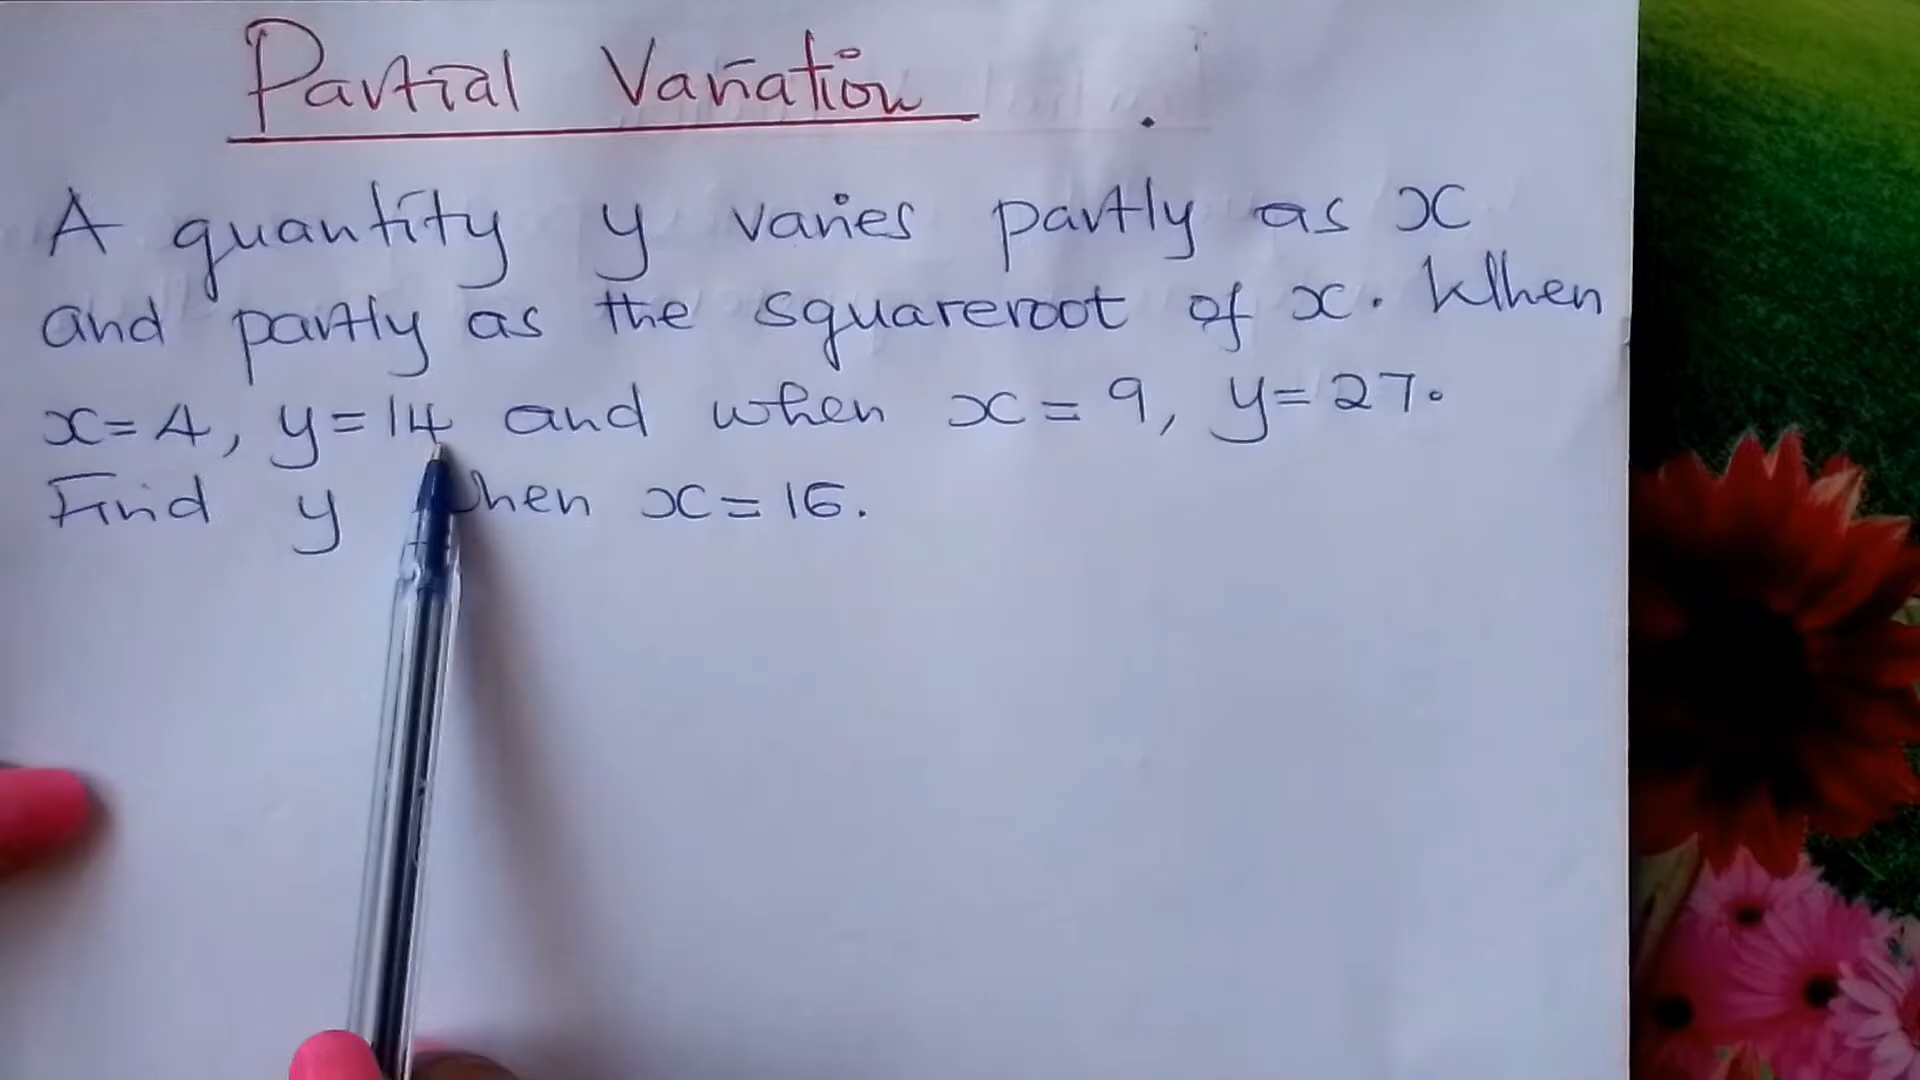 Partial Variation
A quantity y varies partly as x
and partly as the squareroot of x. When
x=4, y=14 and when x=9, y=27.
Find y when x=16.